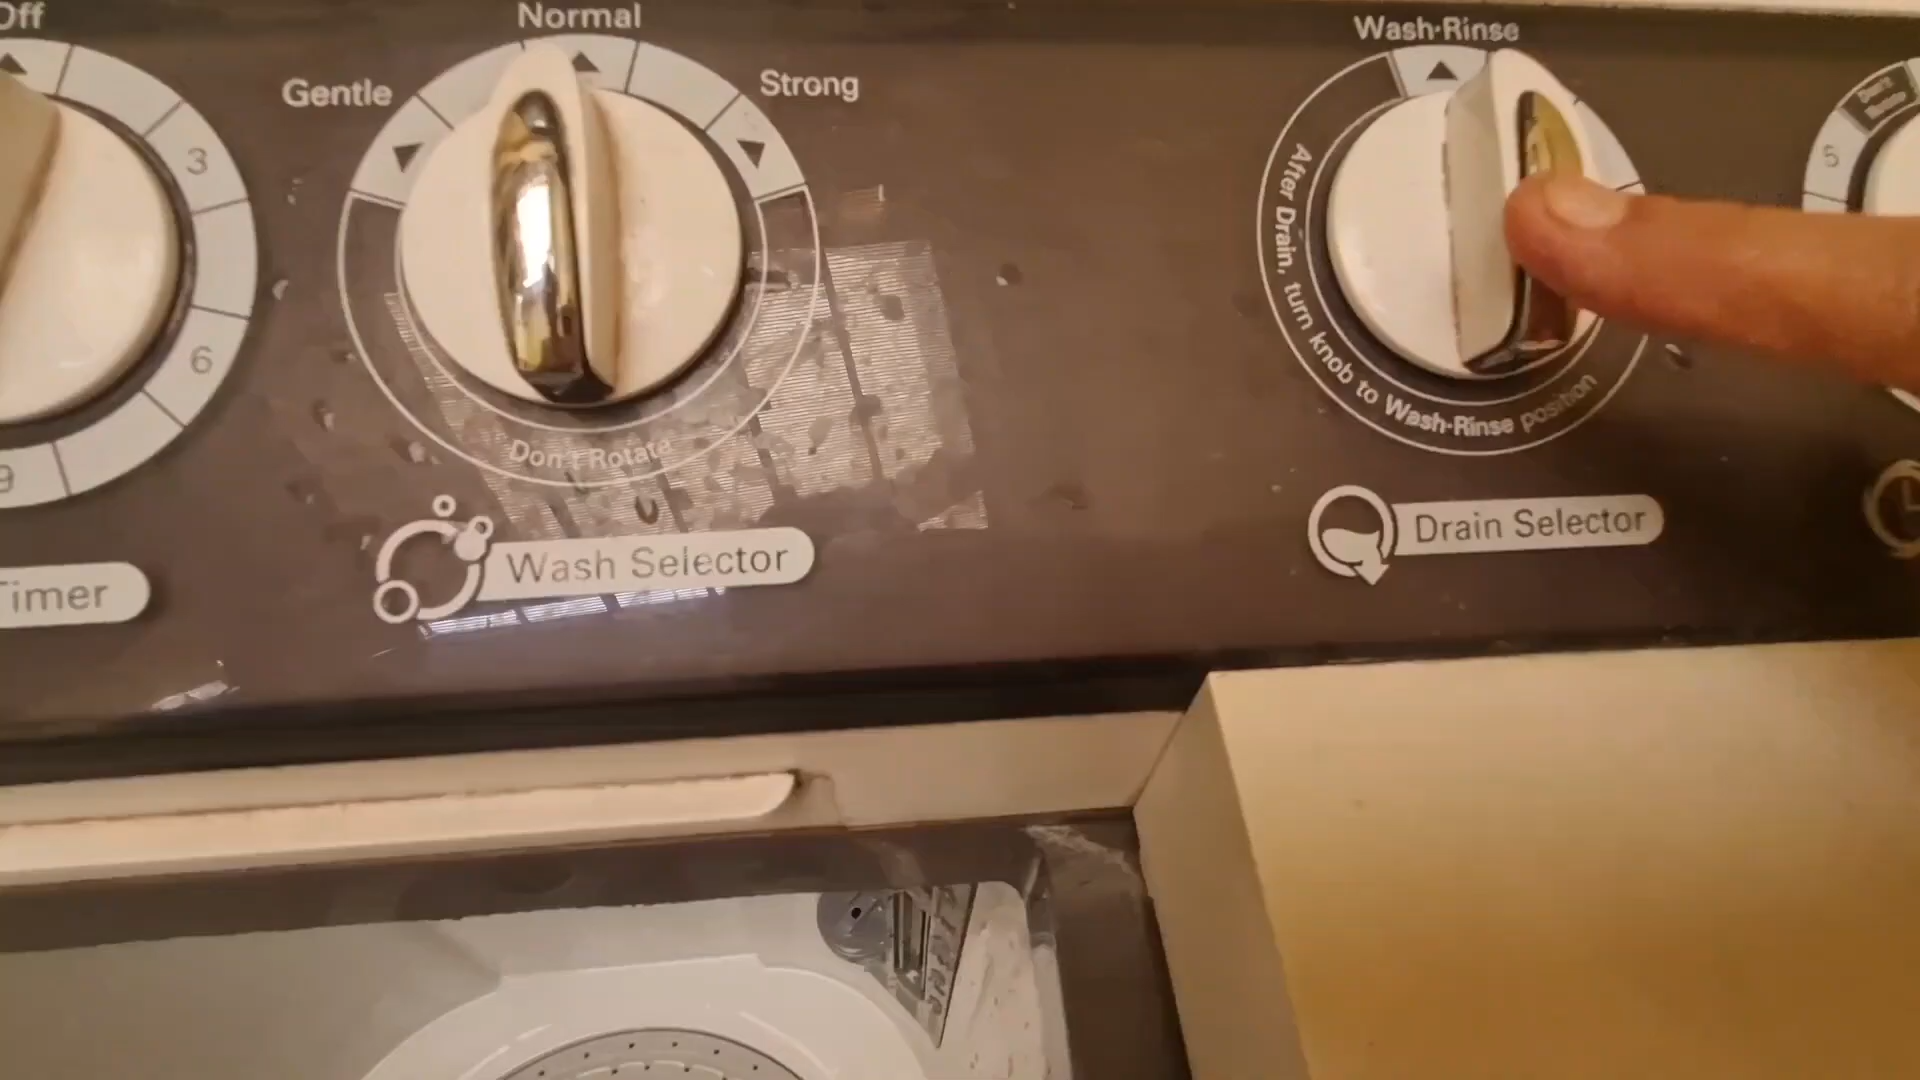 Off
Normal
Wash·Rinse
Gentle
Strong
3
6
9
5
Don't Rotate
After Drain, turn knob to Wash·Rinse position
Wash Selector
Drain Selector
Timer